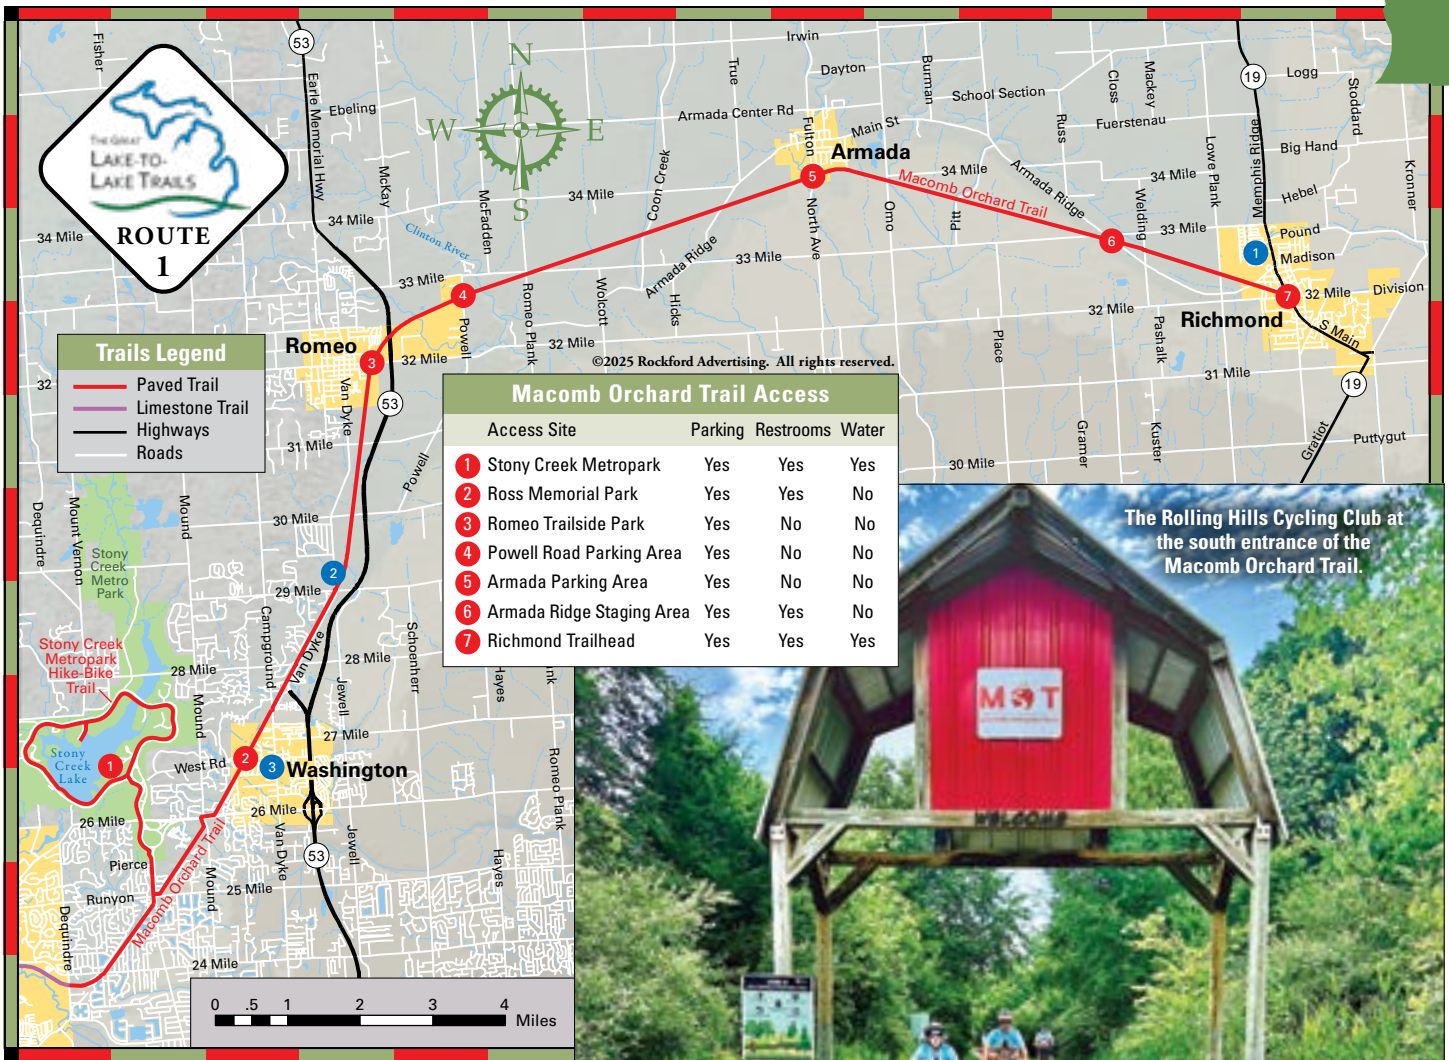 THE GREAT
LAKE-TO-
LAKE TRAILS
ROUTE
1
N
W
E
S
53
Fisher
Earle Memorial Hwy
Ebeling
McKay
McFadden
34 Mile
34 Mile
34 Mile
Clinton River
33 Mile
Coon Creek
Armada Ridge
Irwin
True
Dayton
Burman
Armada Center Rd
Fulton
Main St
School Section
Closs
Mackey
Russ
Fuerstenau
Armada
5
34 Mile
34 Mile
Macomb Orchard Trail
Armada Ridge
North Ave
Omo
Pitt
33 Mile
33 Mile
Welding
Lowe Plank
6
19
Memphis Ridge
Logg
Stoddard
Big Hand
Hebel
Kronner
Pound
Madison
1
7
32 Mile
Division
Richmond
S Main
19
Gratiot
Puttygut
32 Mile
31 Mile
Place
Pashalk
Gramer
Kuster
30 Mile
4
Powell
Romeo Plank
Wolcott
Hicks
32 Mile
32 Mile
Romeo
3
Van Dyke
53
31 Mile
Powell
32
Trails Legend
Paved Trail
Limestone Trail
Highways
Roads
©2025 Rockford Advertising. All rights reserved.
Macomb Orchard Trail Access
Access Site Parking Restrooms Water
1 Stony Creek Metropark Yes Yes Yes
2 Ross Memorial Park Yes Yes No
3 Romeo Trailside Park Yes No No
4 Powell Road Parking Area Yes No No
5 Armada Parking Area Yes No No
6 Armada Ridge Staging Area Yes Yes No
7 Richmond Trailhead Yes Yes Yes
Dequindre
Mount Vernon
Mound
30 Mile
Stony
Creek
Metro
Park
2
29 Mile
Campground
Van Dyke
28 Mile
28 Mile
Schoenherr
Jewell
Hayes
Stony Creek
Metropark
Hike-Bike
Trail
Mound
27 Mile
Stony
Creek
Lake
1
West Rd
2
3
Washington
Romeo Plank
26 Mile
26 Mile
Van Dyke
53
Jewell
Hayes
Pierce
Runyon
Macomb Orchard Trail
Mound
25 Mile
Dequindre
24 Mile
0 .5 1 2 3 4
Miles
The Rolling Hills Cycling Club at
the south entrance of the
Macomb Orchard Trail.
M T
WELCOME